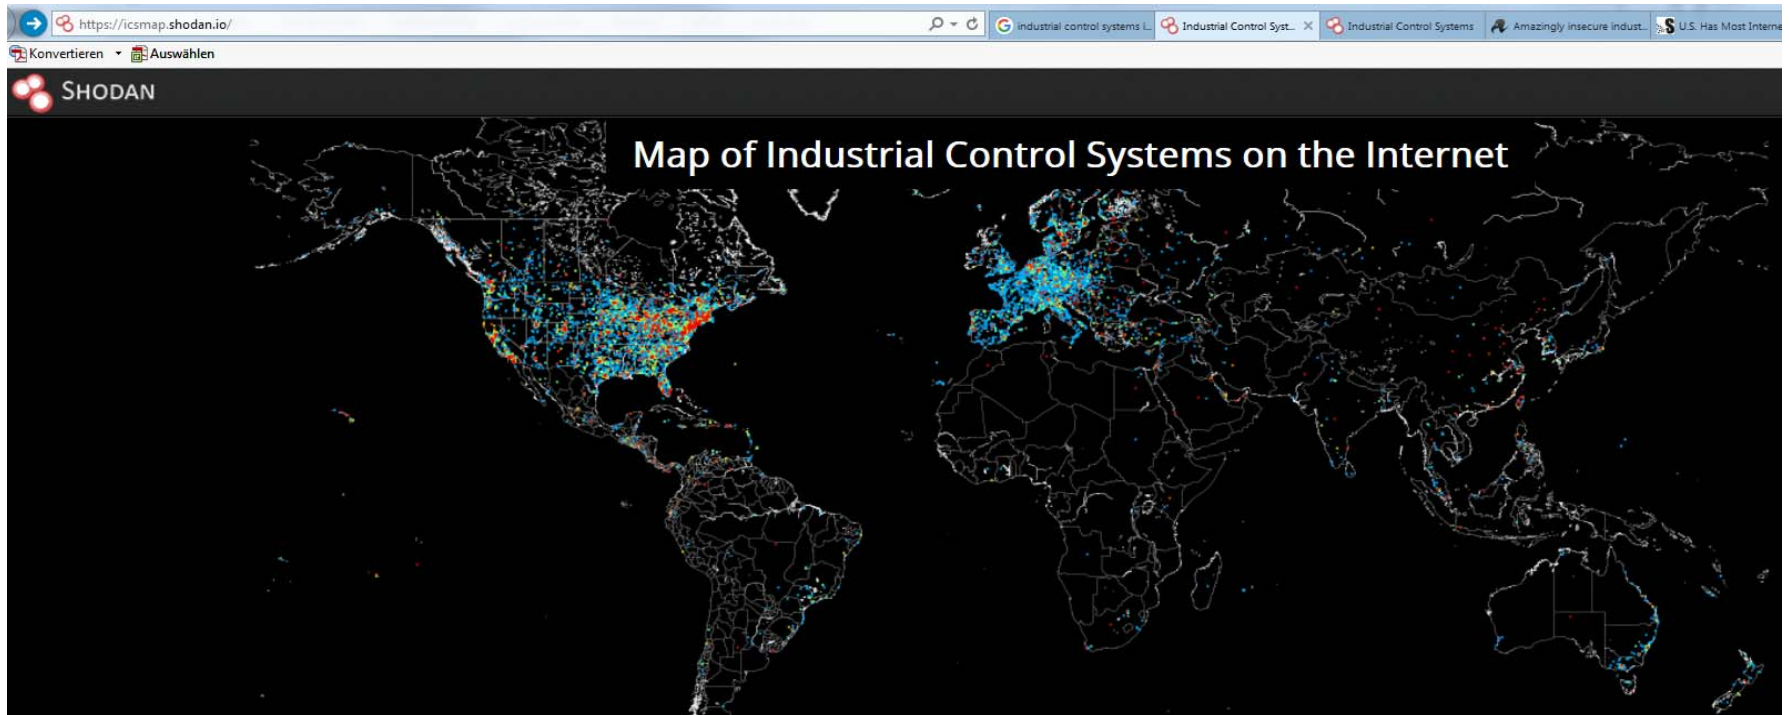 https://icsmap.shodan.io/
industrial control systems i...
Industrial Control Syst...
Industrial Control Systems
Amazingly insecure indust...
U.S. Has Most Interne
Konvertieren
Auswählen
SHODAN
Map of Industrial Control Systems on the Internet